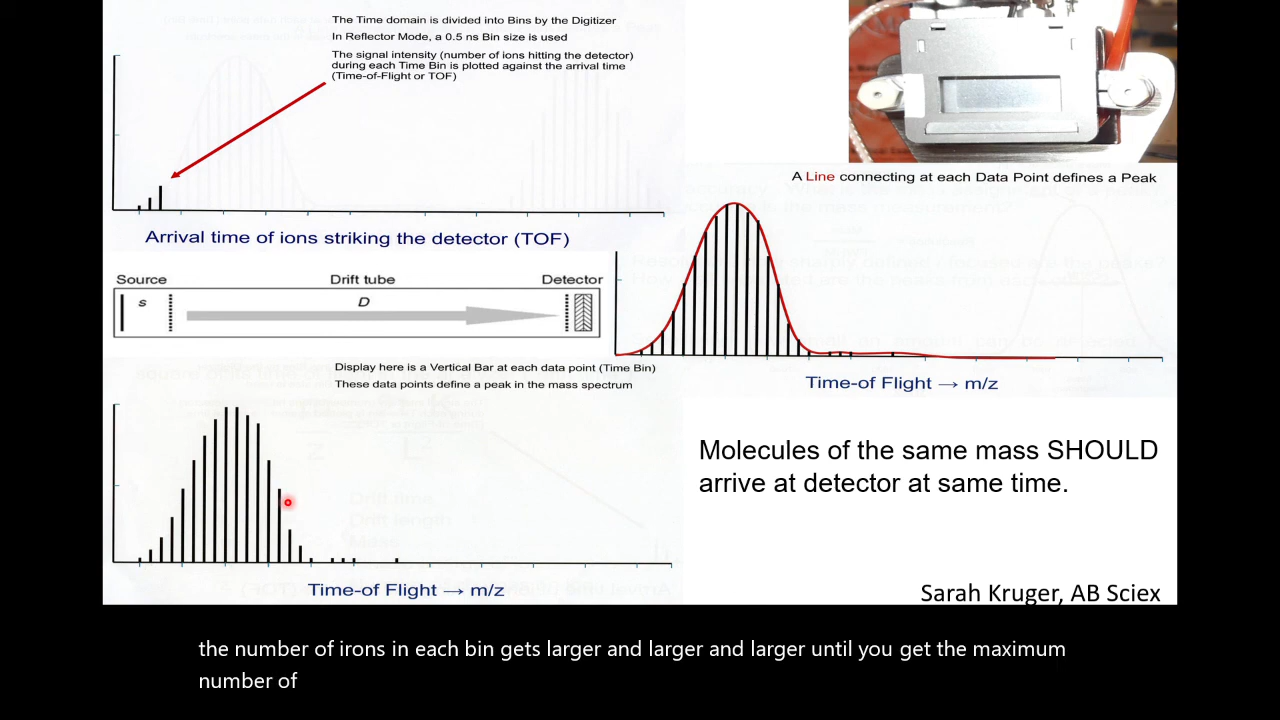 The Time domain is divided into Bins by the Digitizer
In Reflector Mode, a 0.5 ns Bin size is used
The signal intensity (number of ions hitting the detector)
during each Time Bin is plotted against the arrival time
(Time-of-Flight or TOF)
Arrival time of ions striking the detector (TOF)
Source
Drift tube
Detector
s
D
A Line connecting at each Data Point defines a Peak
Time-of Flight → m/z
Display here is a Vertical Bar at each data point (Time Bin)
These data points define a peak in the mass spectrum
Time-of Flight → m/z
Molecules of the same mass SHOULD
arrive at detector at same time.
Sarah Kruger, AB Sciex
the number of irons in each bin gets larger and larger and larger until you get the maximum
number of